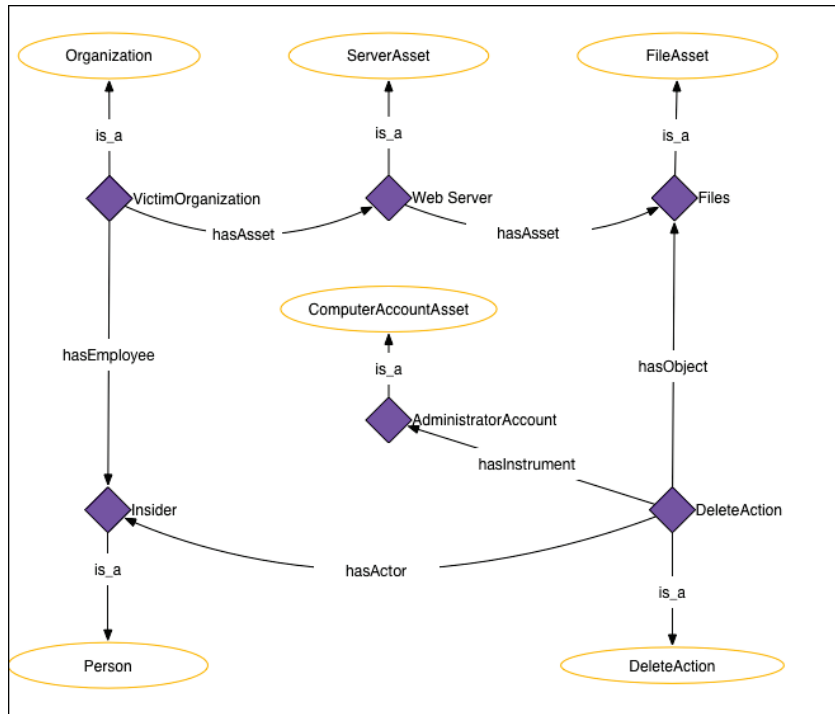 Organization
ServerAsset
FileAsset
is_a
is_a
is_a
VictimOrganization
Web Server
Files
hasAsset
hasAsset
ComputerAccountAsset
hasEmployee
is_a
hasObject
AdministratorAccount
hasInstrument
Insider
DeleteAction
is_a
hasActor
is_a
Person
DeleteAction